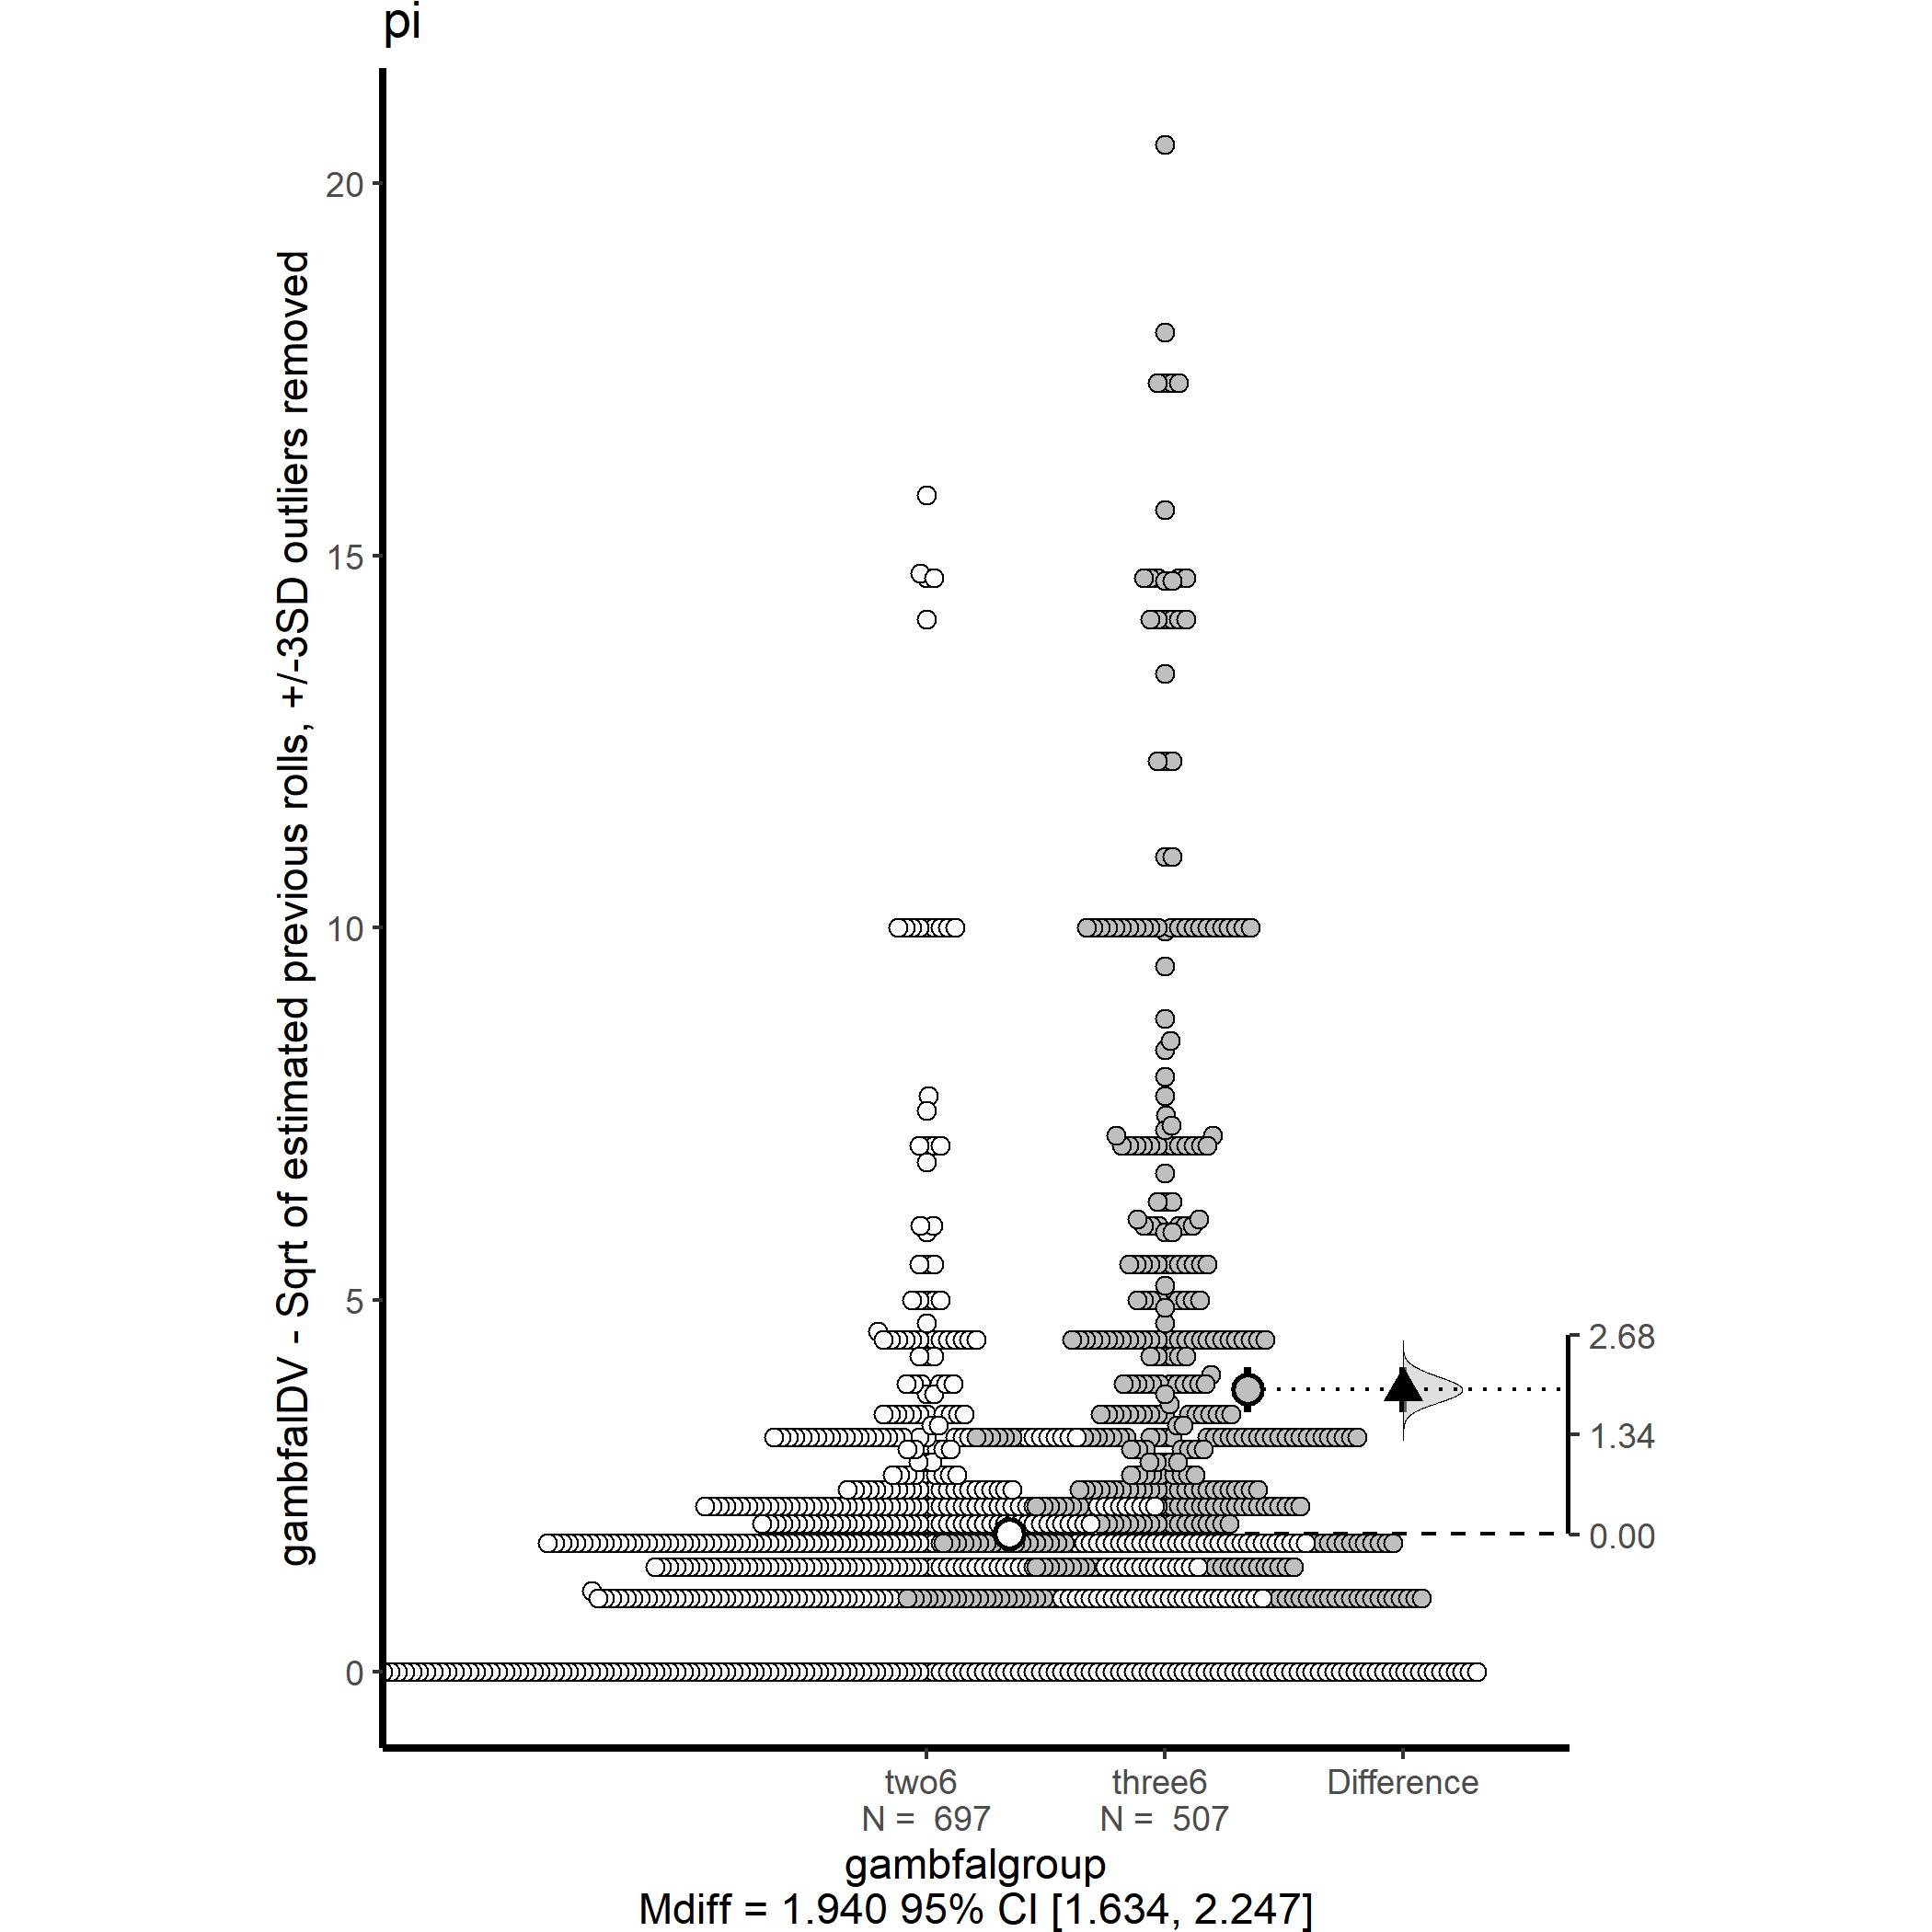 pi
gambfalDV - Sqrt of estimated previous rolls, +/-3SD outliers removed
20
15
10
5
0
2.68
1.34
0.00
two6
N =  697
three6
N =  507
Difference
gambfalgroup
Mdiff = 1.940 95% CI [1.634, 2.247]